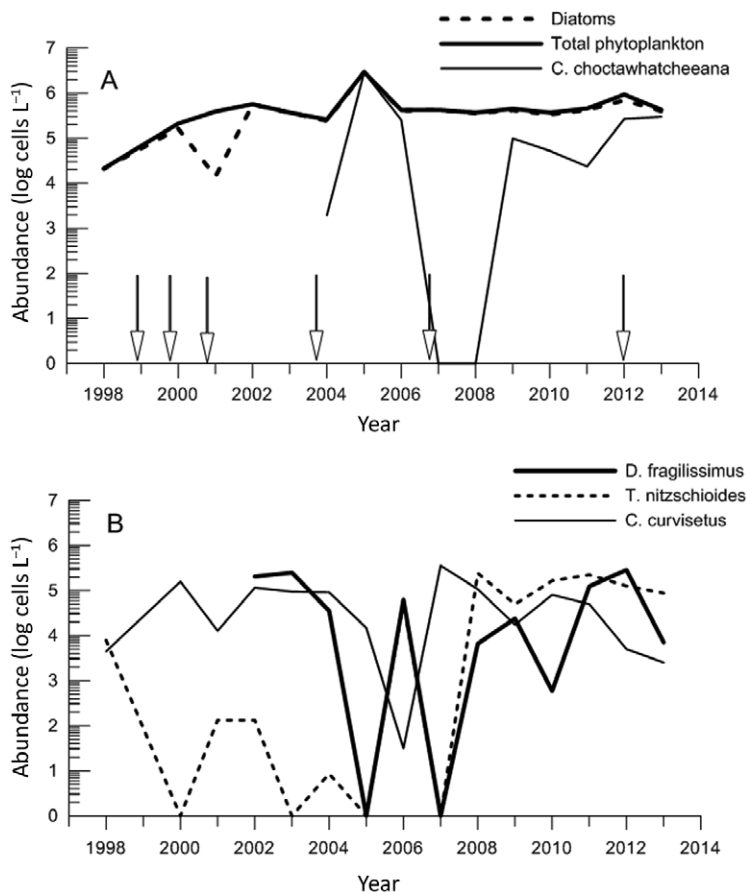 Diatoms
Total phytoplankton
C. choctawhatcheeana
A
Abundance (log cells L⁻¹)
7
6
5
4
3
2
1
0
1998 2000 2002 2004 2006 2008 2010 2012 2014
Year
D. fragilissimus
T. nitzschioides
C. curvisetus
B
Abundance (log cells L⁻¹)
7
6
5
4
3
2
1
0
1998 2000 2002 2004 2006 2008 2010 2012 2014
Year